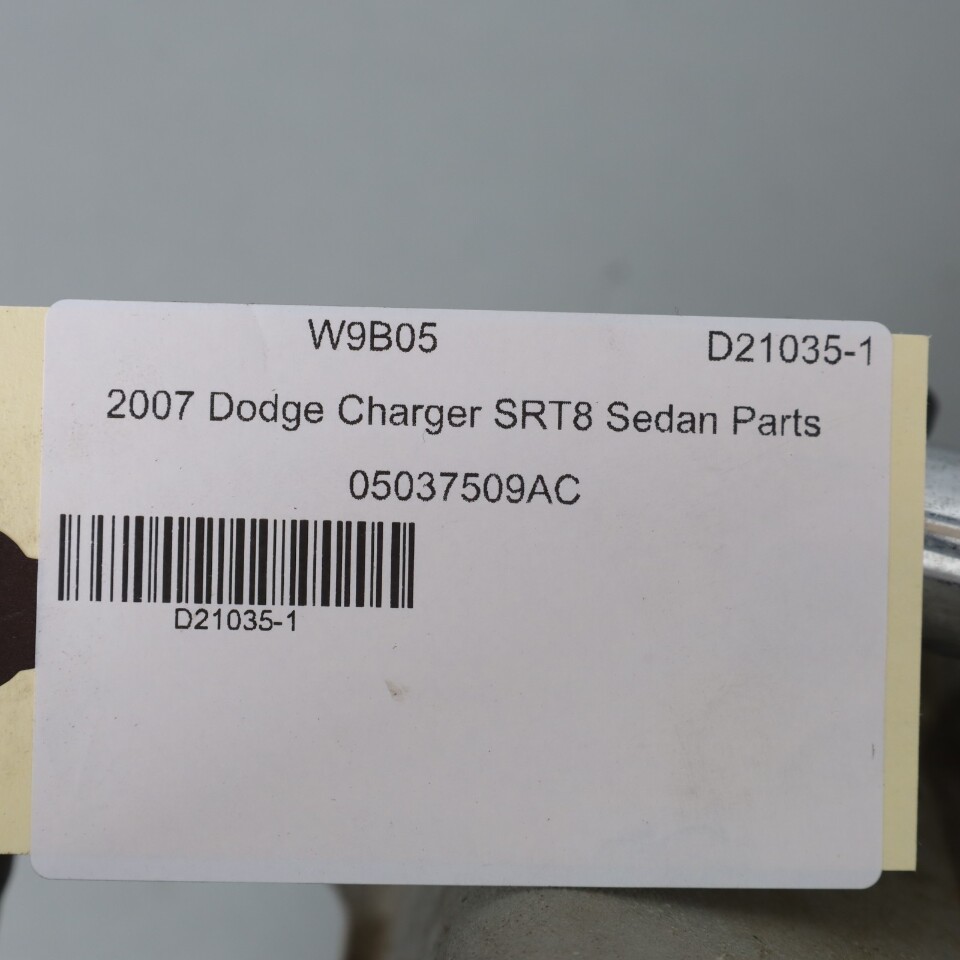 W9B05 D21035-1
2007 Dodge Charger SRT8 Sedan Parts
05037509AC
D21035-1